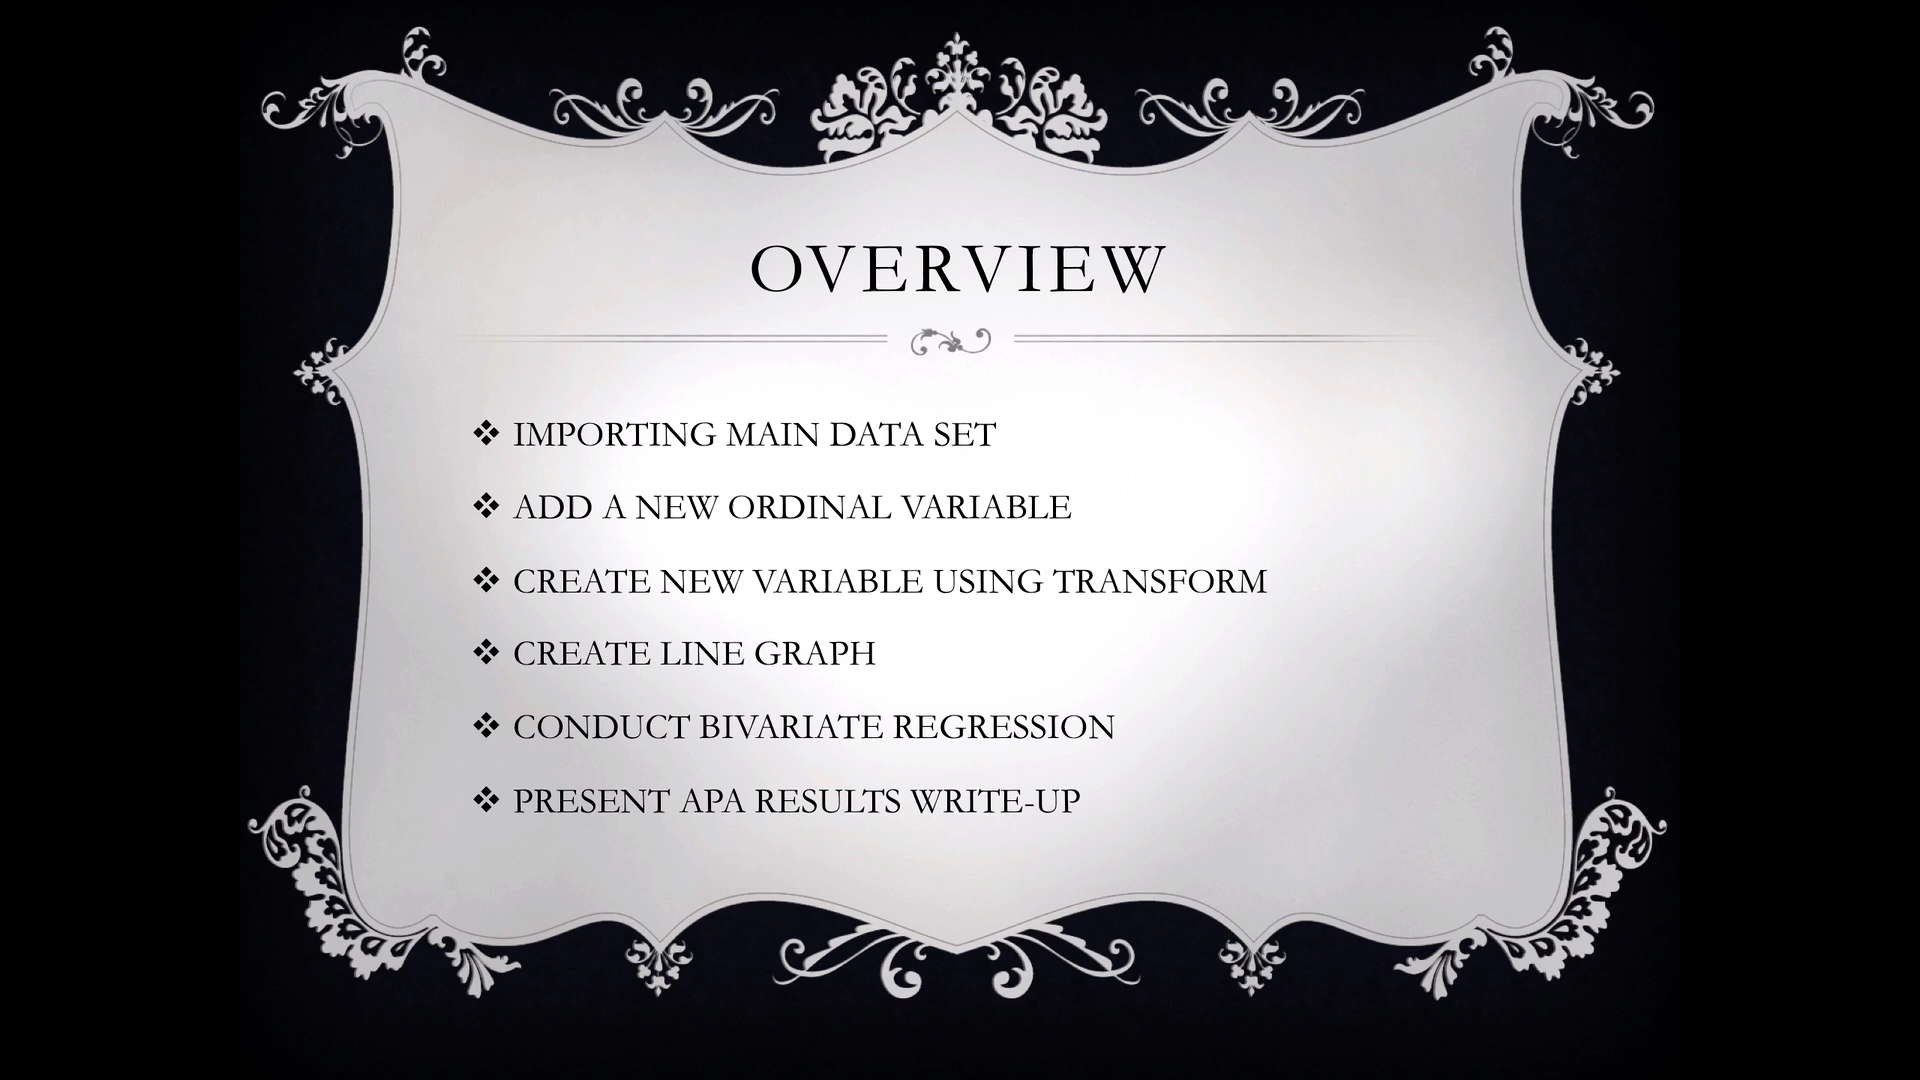 OVERVIEW
❖ IMPORTING MAIN DATA SET
❖ ADD A NEW ORDINAL VARIABLE
❖ CREATE NEW VARIABLE USING TRANSFORM
❖ CREATE LINE GRAPH
❖ CONDUCT BIVARIATE REGRESSION
❖ PRESENT APA RESULTS WRITE-UP